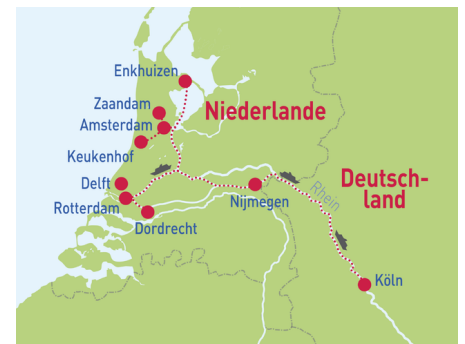 Enkhuizen
Zaandam
Niederlande
Amsterdam
Keukenhof
Delft
Deutsch-
land
Rhein
Rotterdam
Nijmegen
Dordrecht
Köln